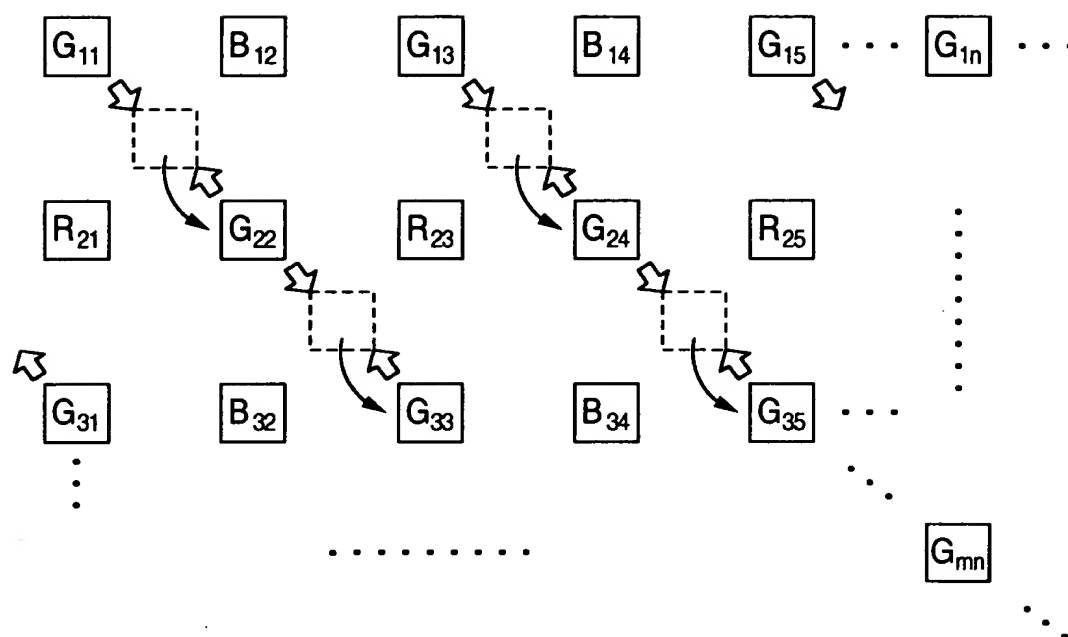 G11 B12 G13 B14 G15 ··· G1n ···
R21 G22 R23 G24 R25
G31 B32 G33 B34 G35 ···
Gmn